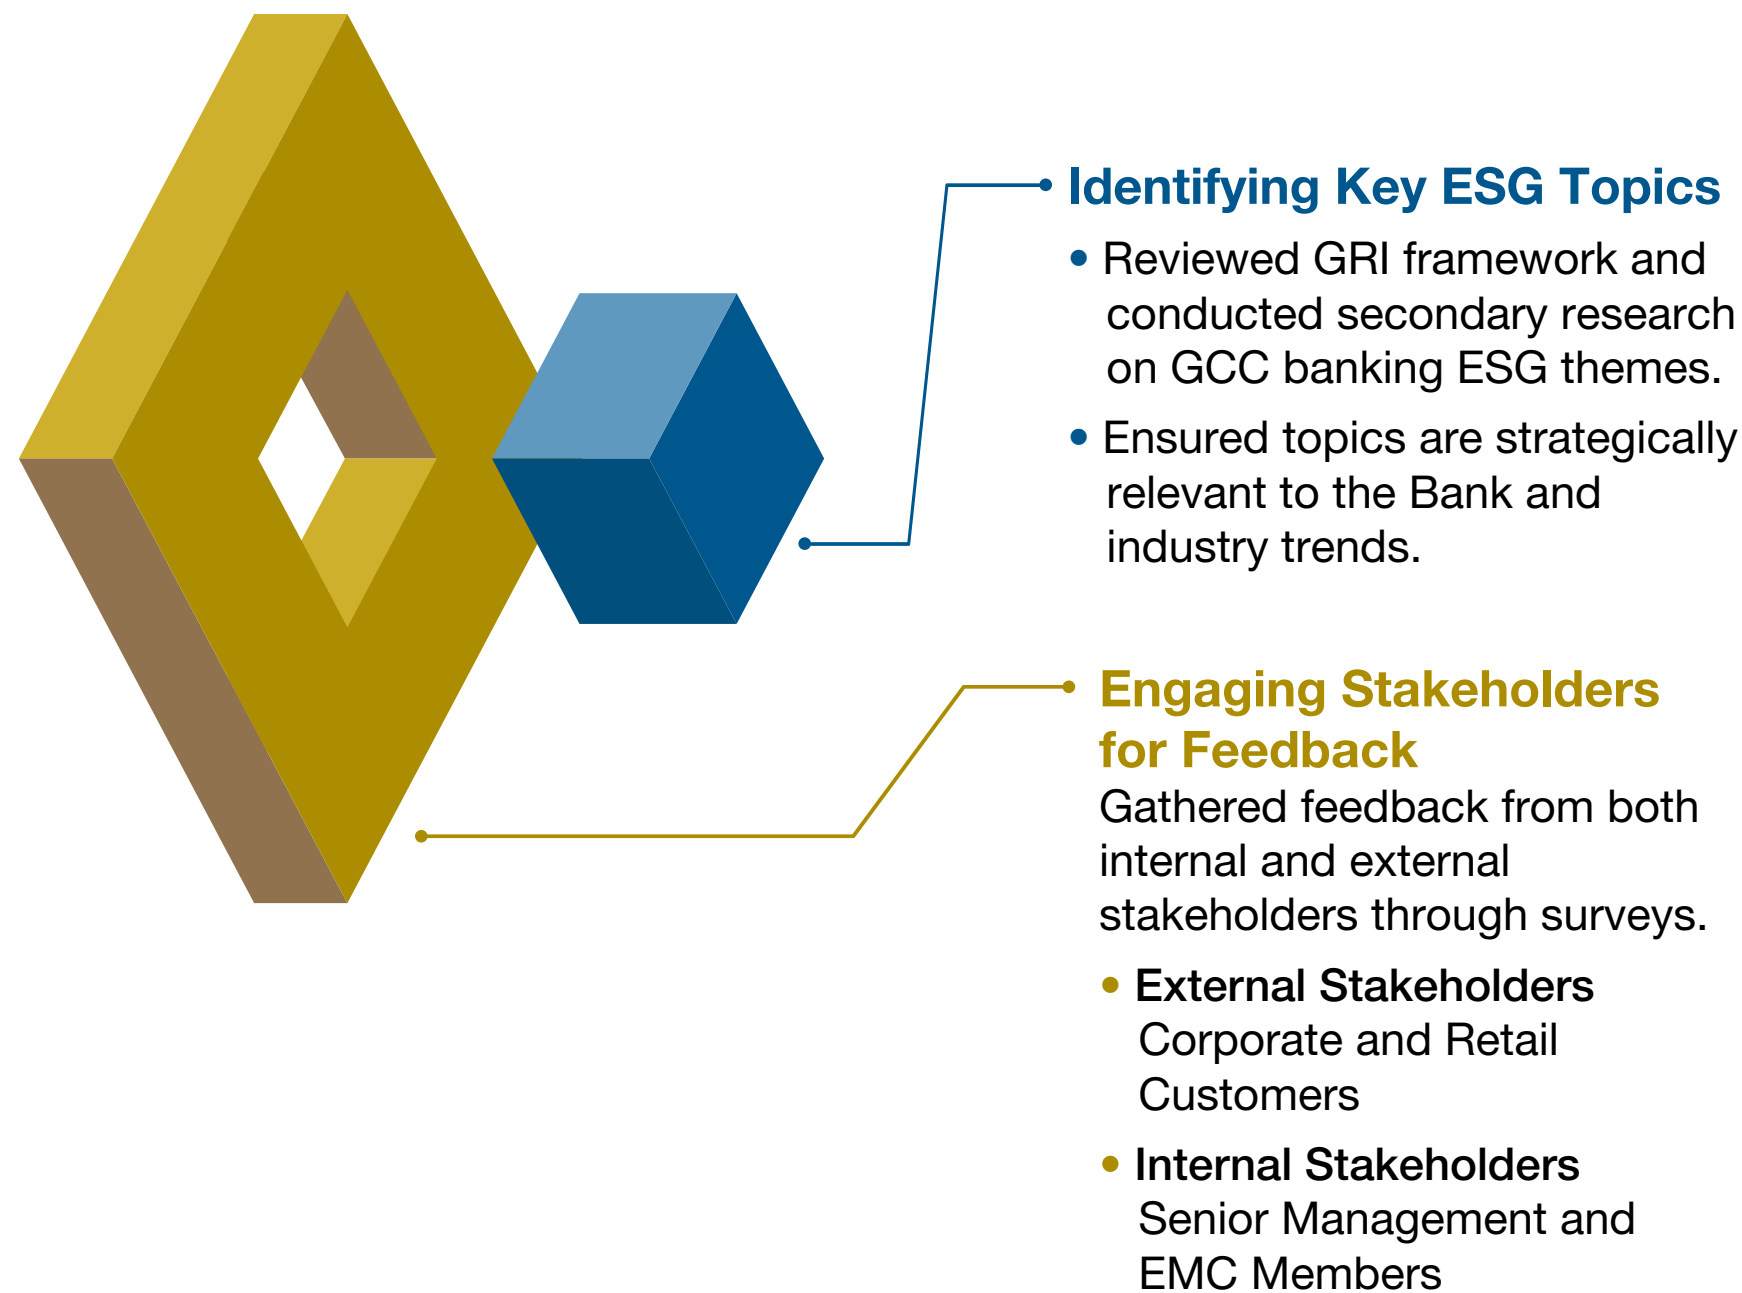 Identifying Key ESG Topics
• Reviewed GRI framework and
conducted secondary research
on GCC banking ESG themes.
• Ensured topics are strategically
relevant to the Bank and
industry trends.
Engaging Stakeholders
for Feedback
Gathered feedback from both
internal and external
stakeholders through surveys.
• External Stakeholders
Corporate and Retail
Customers
• Internal Stakeholders
Senior Management and
EMC Members